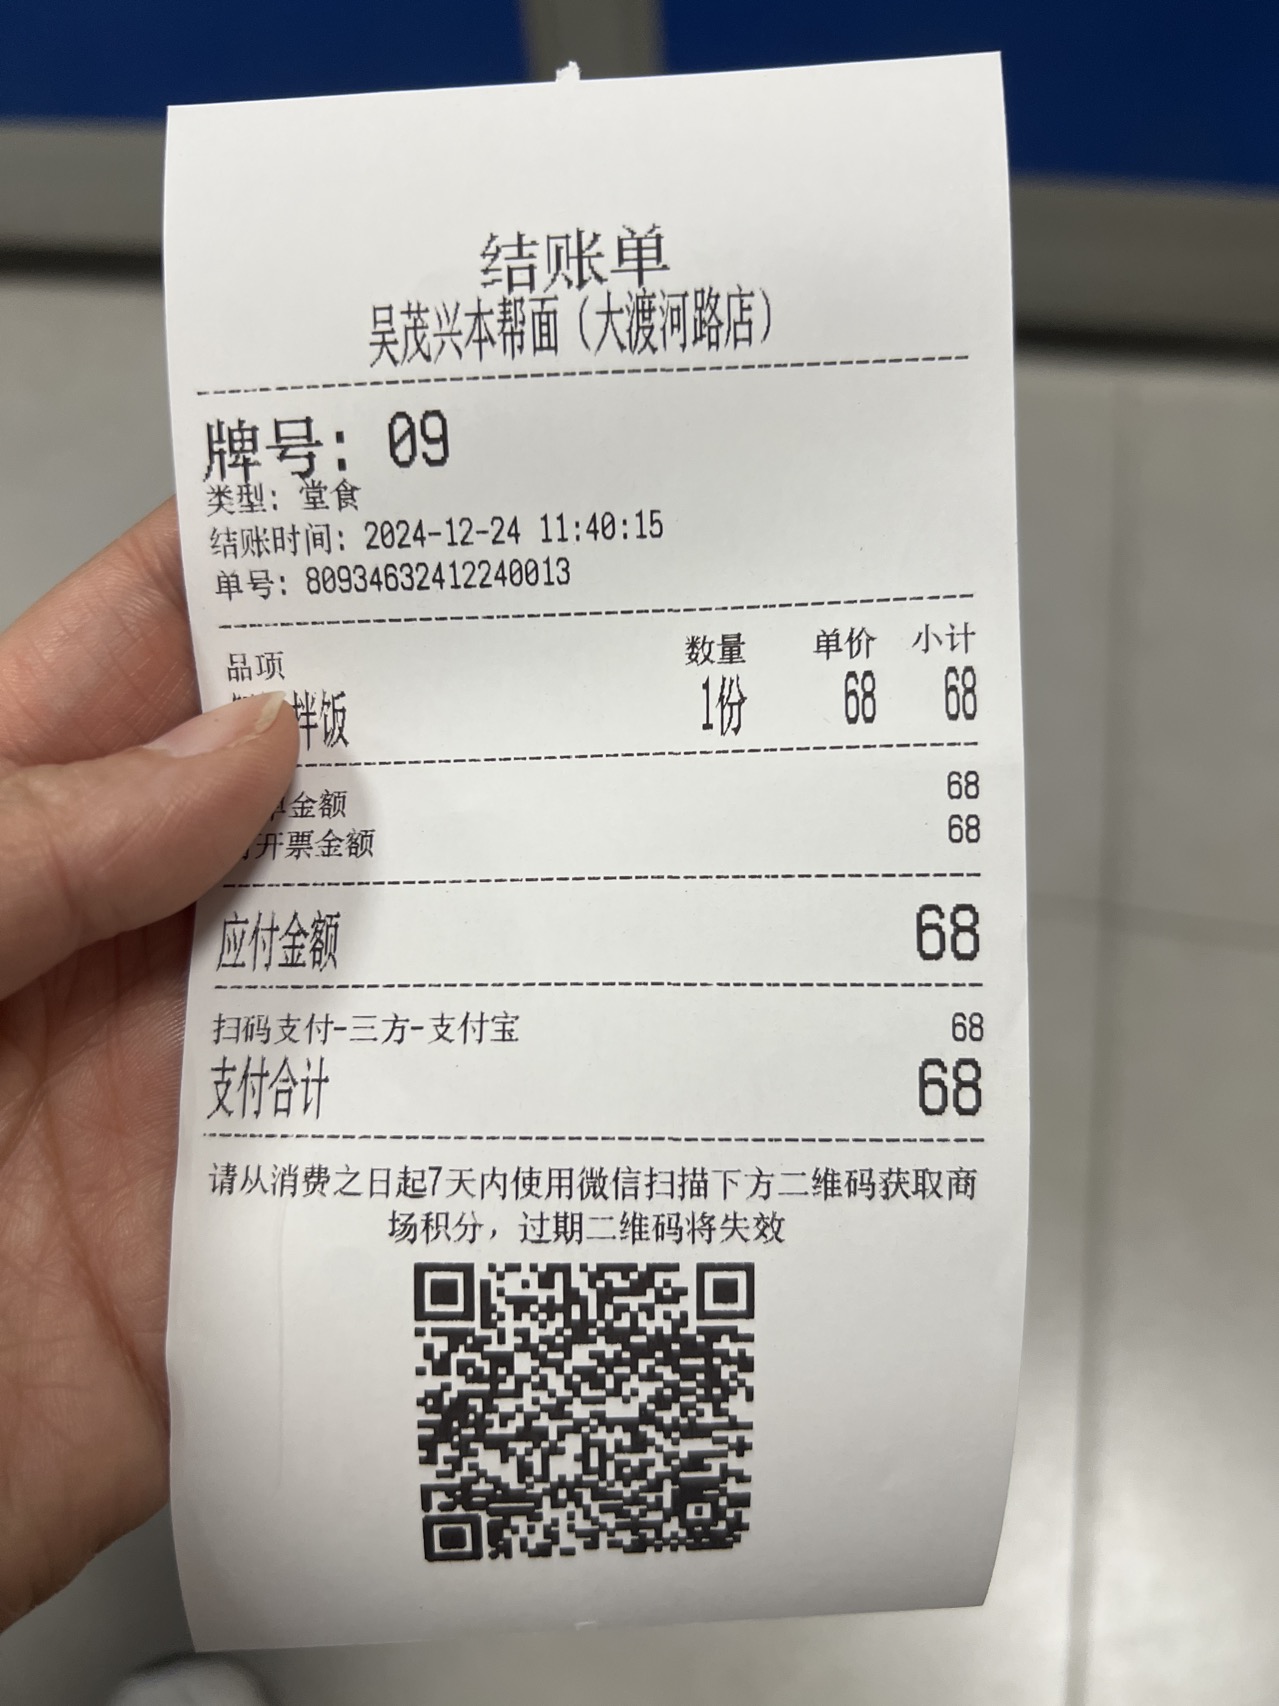 结账单
吴茂兴本帮面（大渡河路店）
牌号：09
类型：堂食
结账时间：2024-12-24 11:40:15
单号：80934632412240013
品项 数量 单价 小计
拌饭 1份 68 68
金额 68
开票金额 68
应付金额 68
扫码支付-三方-支付宝 68
支付合计 68
请从消费之日起7天内使用微信扫描下方二维码获取商
场积分，过期二维码将失效